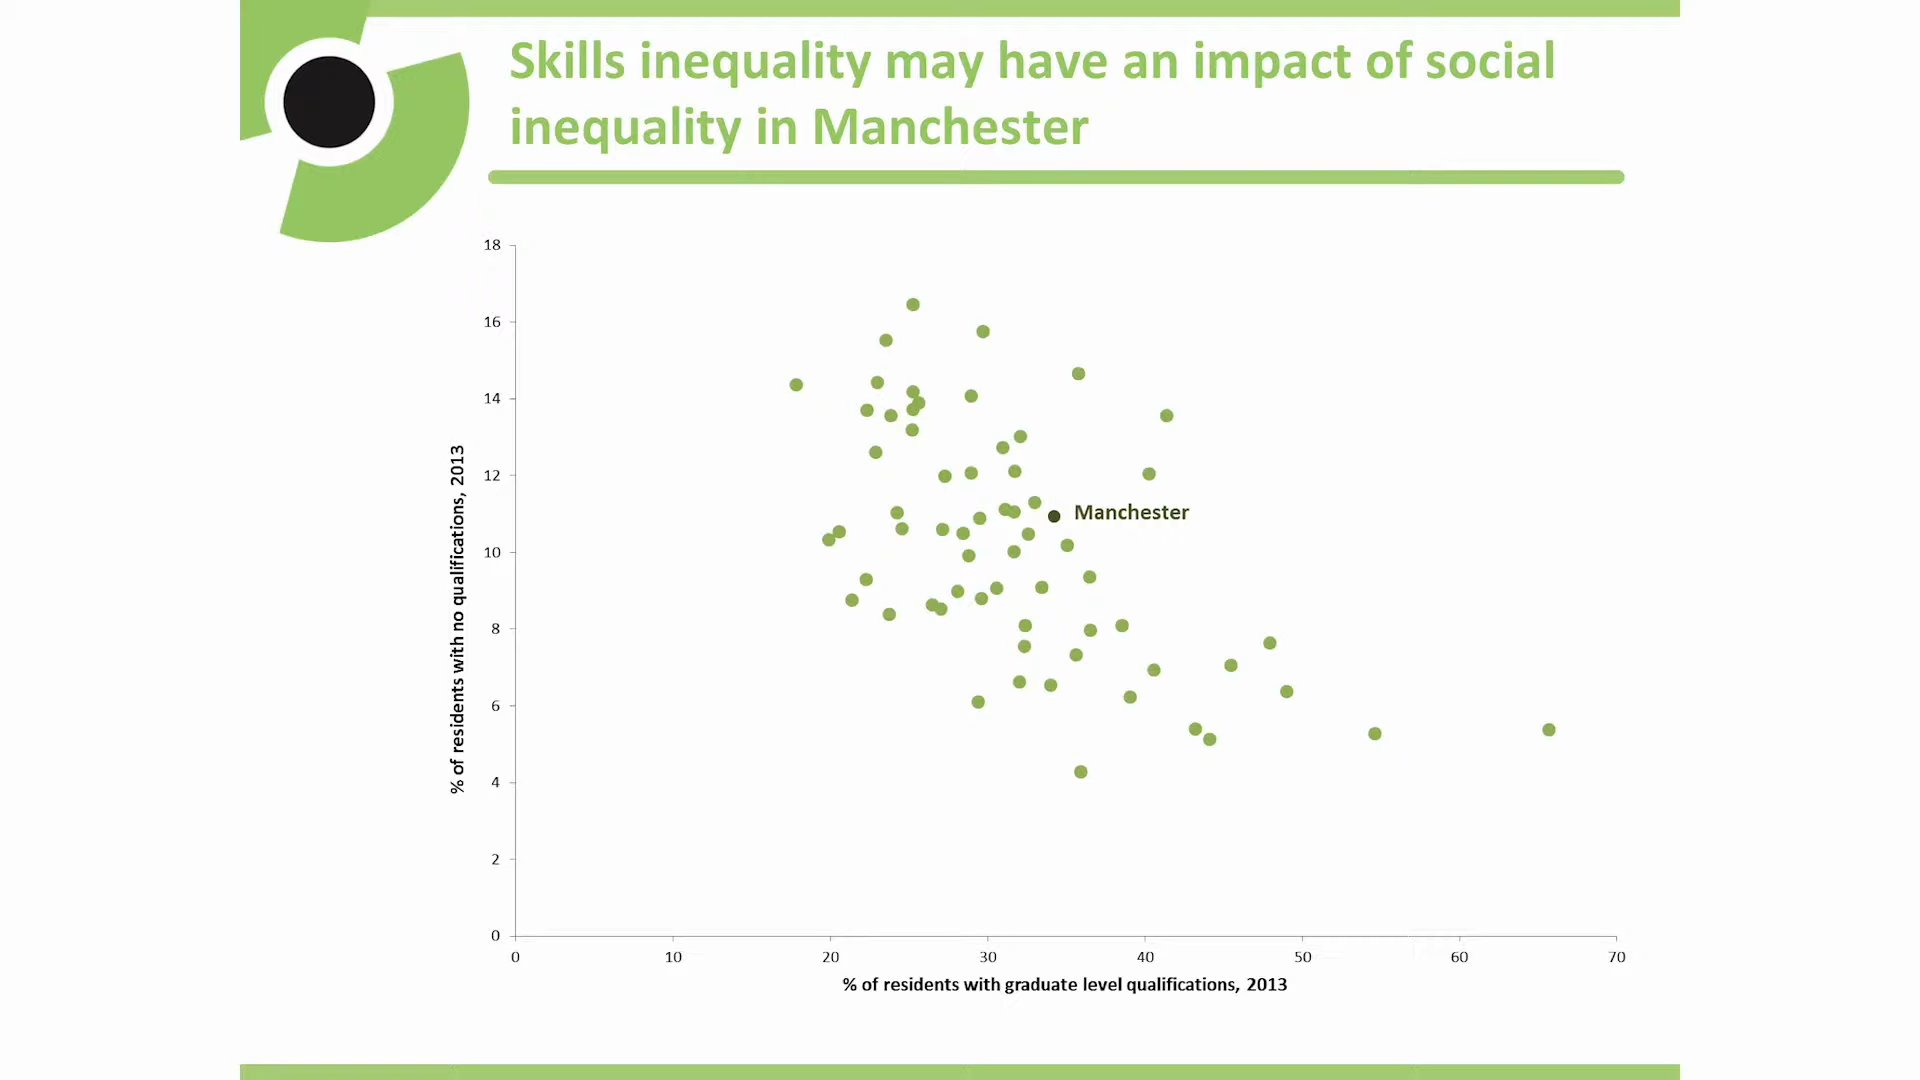 Skills inequality may have an impact of social
inequality in Manchester
% of residents with no qualifications, 2013
18
16
14
12
10
8
6
4
2
0
Manchester
0 10 20 30 40 50 60 70
% of residents with graduate level qualifications, 2013